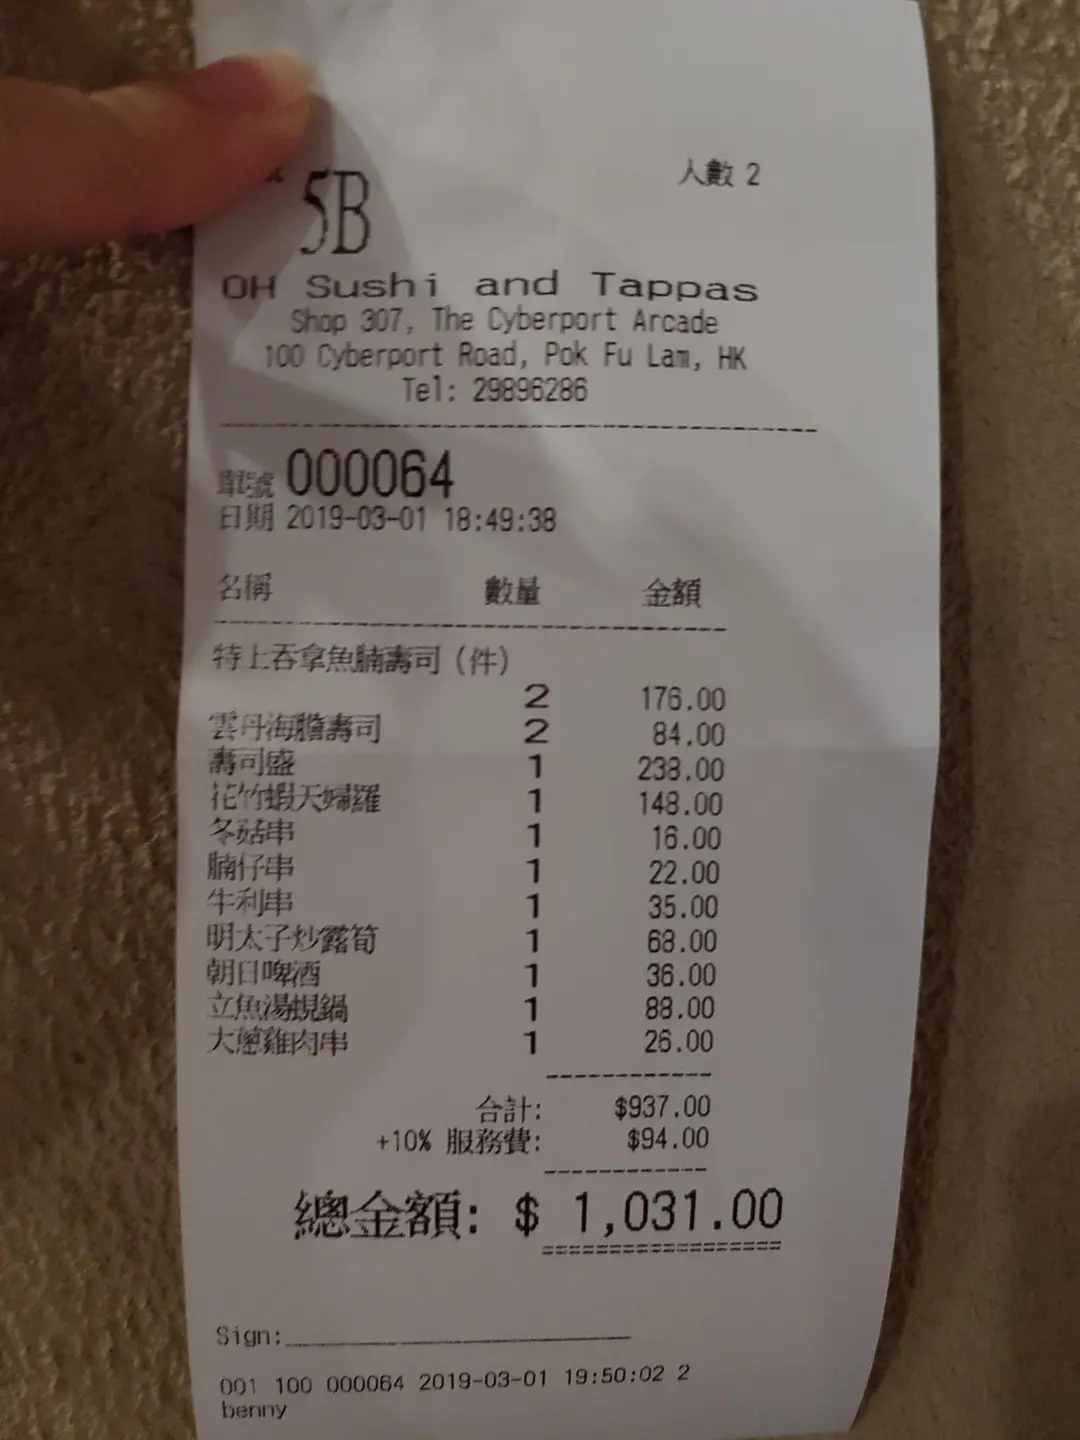 5B
人數 2
OH Sushi and Tappas
Shop 307, The Cyberport Arcade
100 Cyberport Road, Pok Fu Lam, HK
Tel: 29896286
單號 000064
日期 2019-03-01 18:49:38
名稱 數量 金額
特上吞拿魚腩壽司 (件)
2 176.00
雲丹海膽壽司 2 84.00
壽司盛 1 238.00
花竹蝦天婦羅 1 148.00
冬菇串 1 16.00
腩仔串 1 22.00
牛利串 1 35.00
明太子炒露筍 1 68.00
朝日啤酒 1 36.00
立魚湯蜆鍋 1 88.00
大蔥雞肉串 1 26.00
合計: $937.00
+10% 服務費: $94.00
總金額: $ 1,031.00
Sign:
001 100 000064 2019-03-01 19:50:02 2
benny